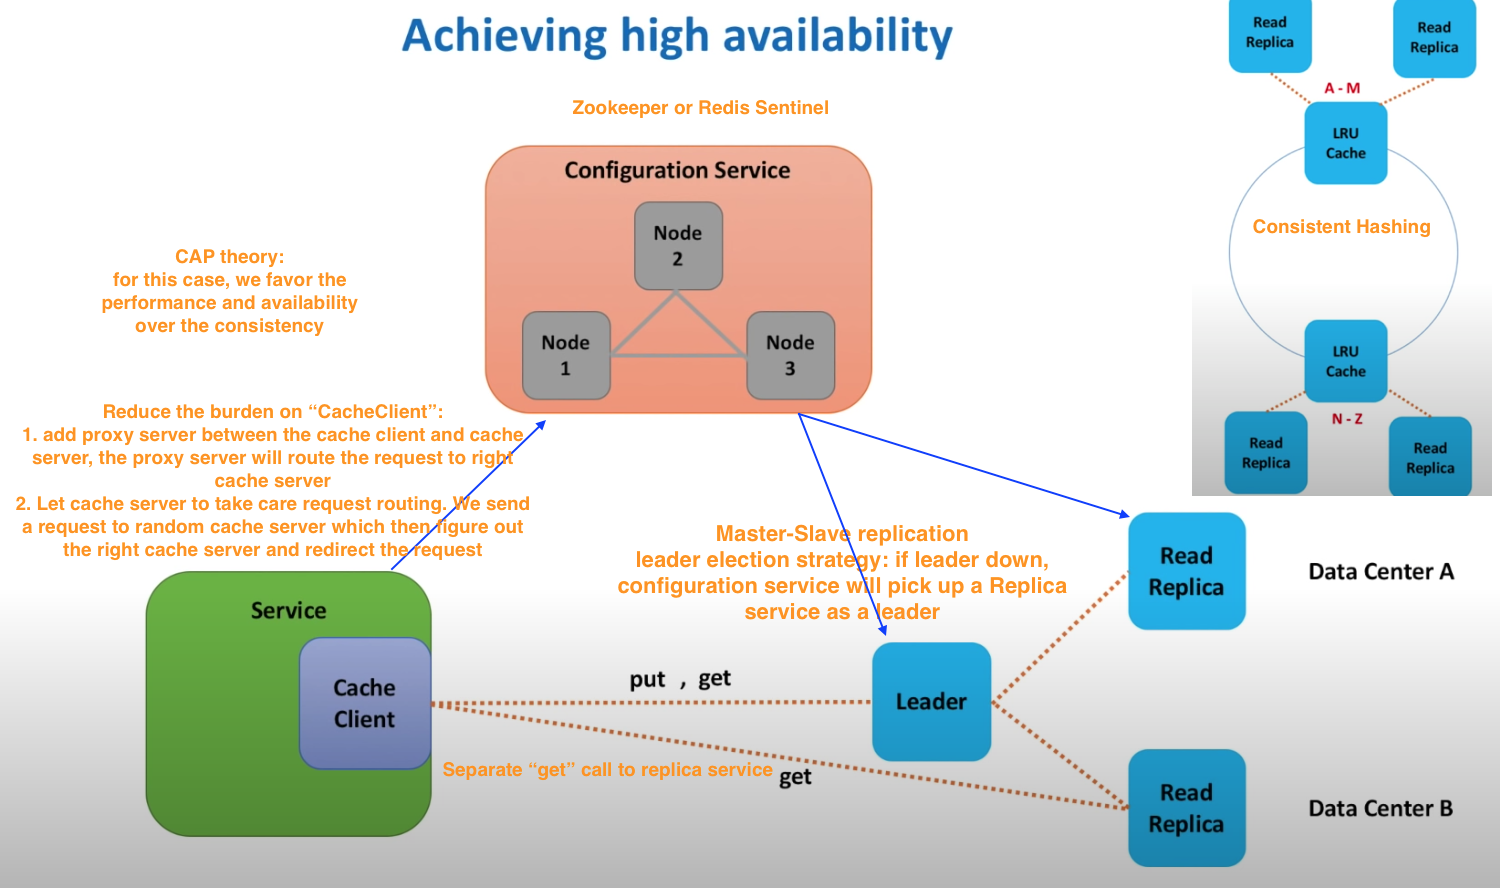 Achieving high availability
Zookeeper or Redis Sentinel
Configuration Service
Node
2
Node
1
Node
3
CAP theory:
for this case, we favor the
performance and availability
over the consistency
Reduce the burden on “CacheClient”:
1. add proxy server between the cache client and cache
server, the proxy server will route the request to right
cache server
2. Let cache server to take care request routing. We send
a request to random cache server which then figure out
the right cache server and redirect the request
Read
Replica
Read
Replica
A - M
LRU
Cache
Consistent Hashing
LRU
Cache
N - Z
Read
Replica
Read
Replica
Master-Slave replication
leader election strategy: if leader down,
configuration service will pick up a Replica
service as a leader
Service
Cache
Client
put , get
Leader
Separate “get” call to replica service
get
Read
Replica
Data Center A
Read
Replica
Data Center B